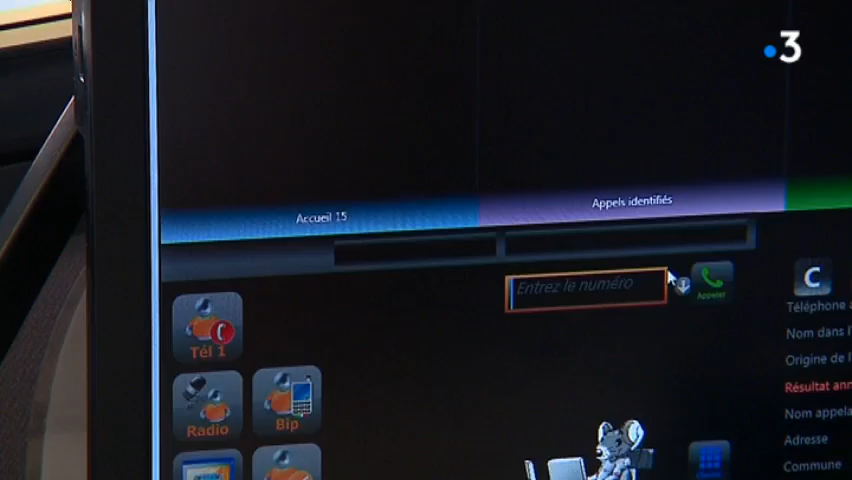 3
Accueil 15
Appels identifiés
Entrez le numéro
Appeler
C
Téléphone
Nom dans l'
Origine de l
Résultat ann
Nom appela
Adresse
Commune
Tél 1
Radio
Bip